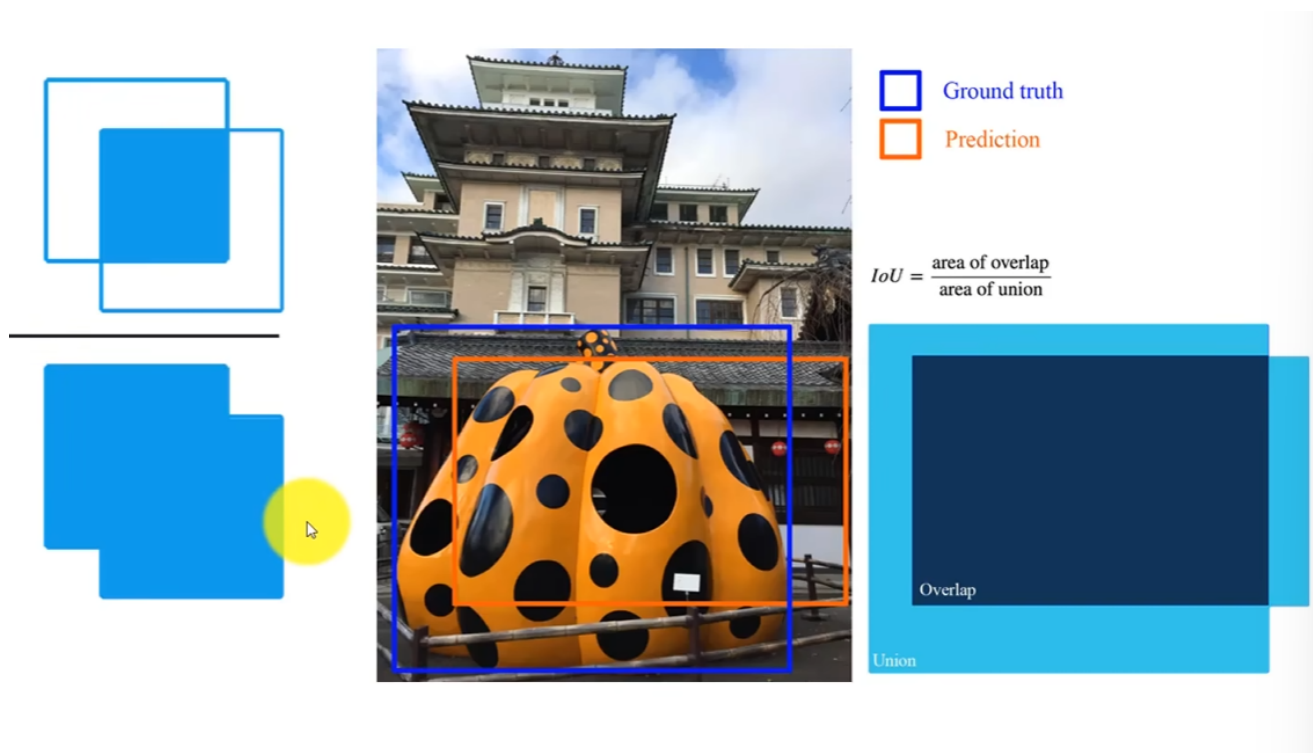 Ground truth
Prediction
IoU = area of overlap / area of union
Overlap
Union